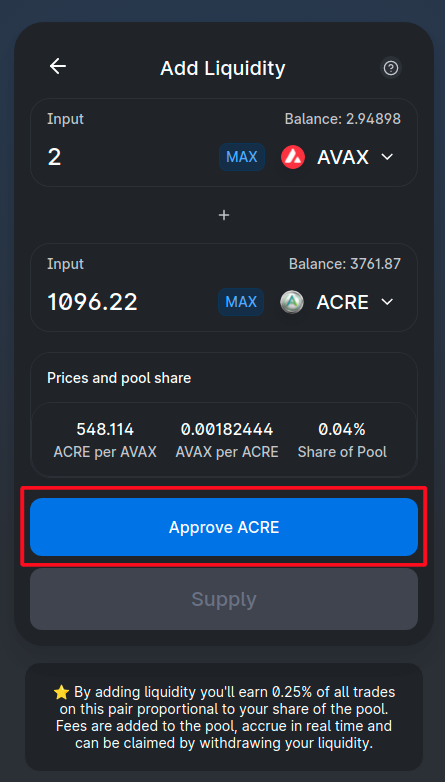 Add Liquidity
Input Balance: 2.94898
2 MAX AVAX
+
Input Balance: 3761.87
1096.22 MAX ACRE
Prices and pool share
548.114 0.00182444 0.04%
ACRE per AVAX AVAX per ACRE Share of Pool
Approve ACRE
Supply
⭐ By adding liquidity you'll earn 0.25% of all trades
on this pair proportional to your share of the pool.
Fees are added to the pool, accrue in real time and
can be claimed by withdrawing your liquidity.